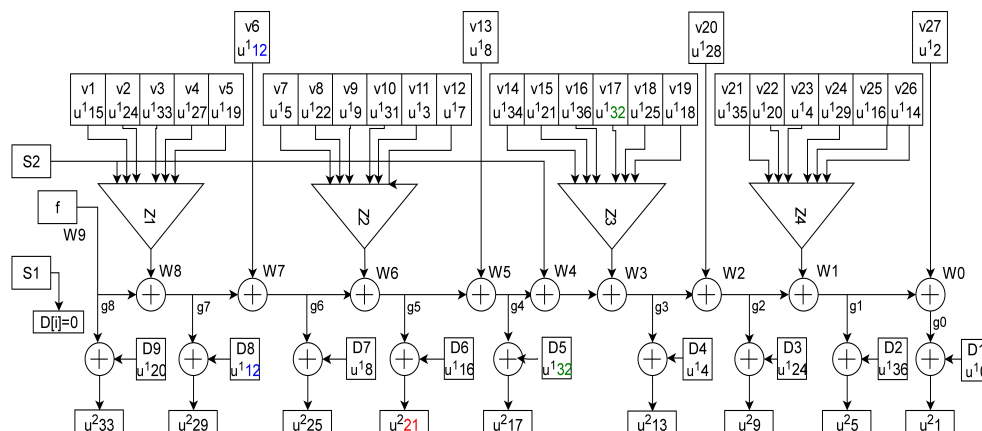 v6 v13 v20 v27
u¹12 u¹8 u¹28 u¹2
v1 v2 v3 v4 v5 v7 v8 v9 v10 v11 v12 v14 v15 v16 v17 v18 v19 v21 v22 v23 v24 v25 v26
u¹15 u¹24 u¹33 u¹27 u¹19 u¹5 u¹22 u¹9 u¹31 u¹3 u¹7 u¹34 u¹21 u¹36 u¹32 u¹25 u¹18 u¹35 u¹20 u¹4 u¹29 u¹16 u¹14
S2
f Z1 Z2 Z3 Z4
W9
S1 W8 W7 W6 W5 W4 W3 W2 W1 W0
g8 g7 g6 g5 g4 g3 g2 g1
D[i]=0 g0
D9 D8 D7 D6 D5 D4 D3 D2
u¹20 u¹12 u¹8 u¹16 u¹32 u¹4 u¹24 u¹36
u²33 u²29 u²25 u²21 u²17 u²13 u²9 u²5 u²1